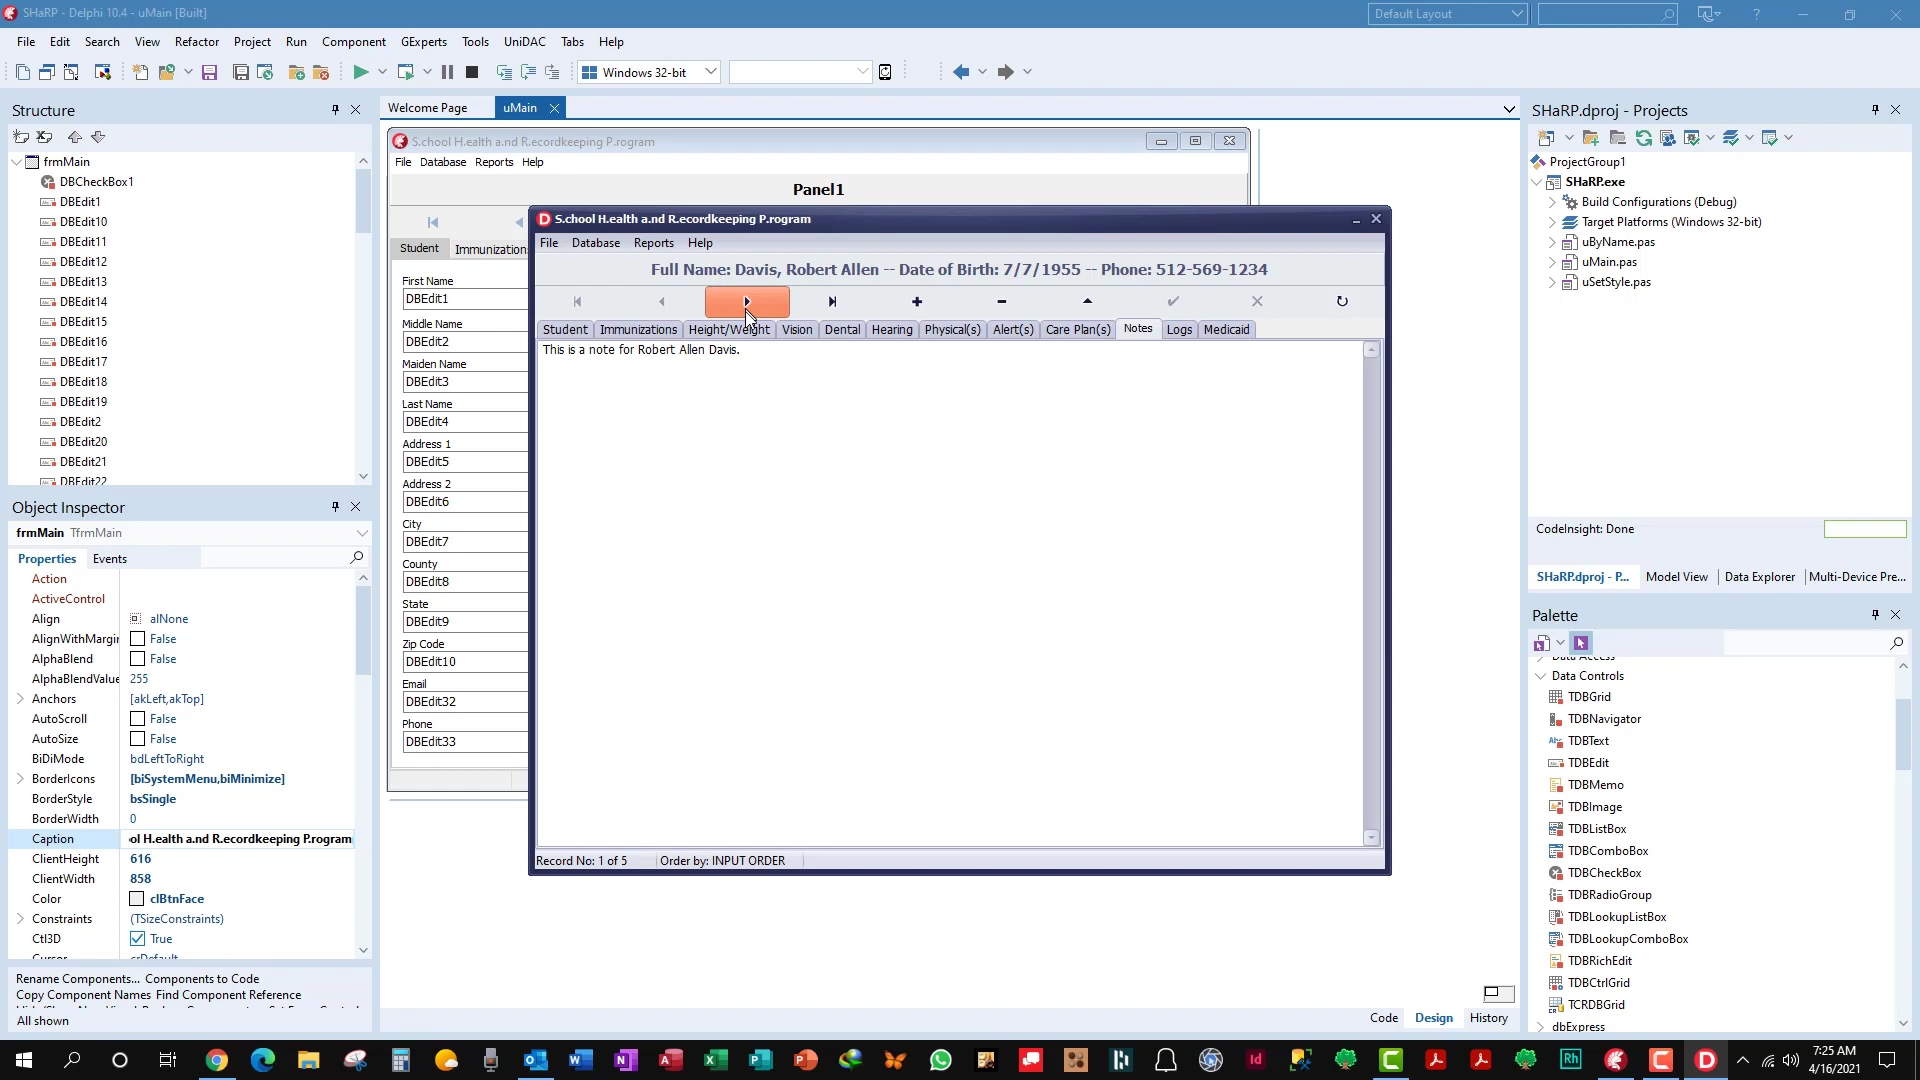 SHaRP - Delphi 10.4 - uMain [Built]
Default Layout
File Edit Search View Refactor Project Run Component GExperts Tools UniDAC Tabs Help
Windows 32-bit
Structure
frmMain
DBCheckBox1
DBEdit1
DBEdit10
DBEdit11
DBEdit12
DBEdit13
DBEdit14
DBEdit15
DBEdit16
DBEdit17
DBEdit18
DBEdit19
DBEdit2
DBEdit20
DBEdit21
DBEdit22
Object Inspector
frmMain TfrmMain
Properties Events
Action
ActiveControl
Align alNone
AlignWithMargin False
AlphaBlend False
AlphaBlendValue 255
Anchors [akLeft,akTop]
AutoScroll False
AutoSize False
BiDiMode bdLeftToRight
BorderIcons [biSystemMenu,biMinimize]
BorderStyle bsSingle
BorderWidth 0
Caption ol H.ealth a.nd R.ecordkeeping P.rogram
ClientHeight 616
ClientWidth 858
Color clBtnFace
Constraints (TSizeConstraints)
Ctl3D True
Cursor crDefault
Rename Components... Components to Code
Copy Component Names Find Component Reference
All shown
Welcome Page uMain
S.chool H.ealth a.nd R.ecordkeeping P.rogram
File Database Reports Help
Panel1
Student Immunizations
First Name
DBEdit1
Middle Name
DBEdit2
Maiden Name
DBEdit3
Last Name
DBEdit4
Address 1
DBEdit5
Address 2
DBEdit6
City
DBEdit7
County
DBEdit8
State
DBEdit9
Zip Code
DBEdit10
Email
DBEdit32
Phone
DBEdit33
S.chool H.ealth a.nd R.ecordkeeping P.rogram
File Database Reports Help
Full Name: Davis, Robert Allen -- Date of Birth: 7/7/1955 -- Phone: 512-569-1234
Student Immunizations Height/Weight Vision Dental Hearing Physical(s) Alert(s) Care Plan(s) Notes Logs Medicaid
This is a note for Robert Allen Davis.
Record No: 1 of 5 Order by: INPUT ORDER
Code Design History
SHaRP.dproj - Projects
ProjectGroup1
SHaRP.exe
Build Configurations (Debug)
Target Platforms (Windows 32-bit)
uByName.pas
uMain.pas
uSetStyle.pas
CodeInsight: Done
SHaRP.dproj - P... Model View Data Explorer Multi-Device Pre...
Palette
Data Access
Data Controls
TDBGrid
TDBNavigator
TDBText
TDBEdit
TDBMemo
TDBImage
TDBListBox
TDBComboBox
TDBCheckBox
TDBRadioGroup
TDBLookupListBox
TDBLookupComboBox
TDBRichEdit
TDBCtrlGrid
TCRDBGrid
dbExpress
7:25 AM
4/16/2021